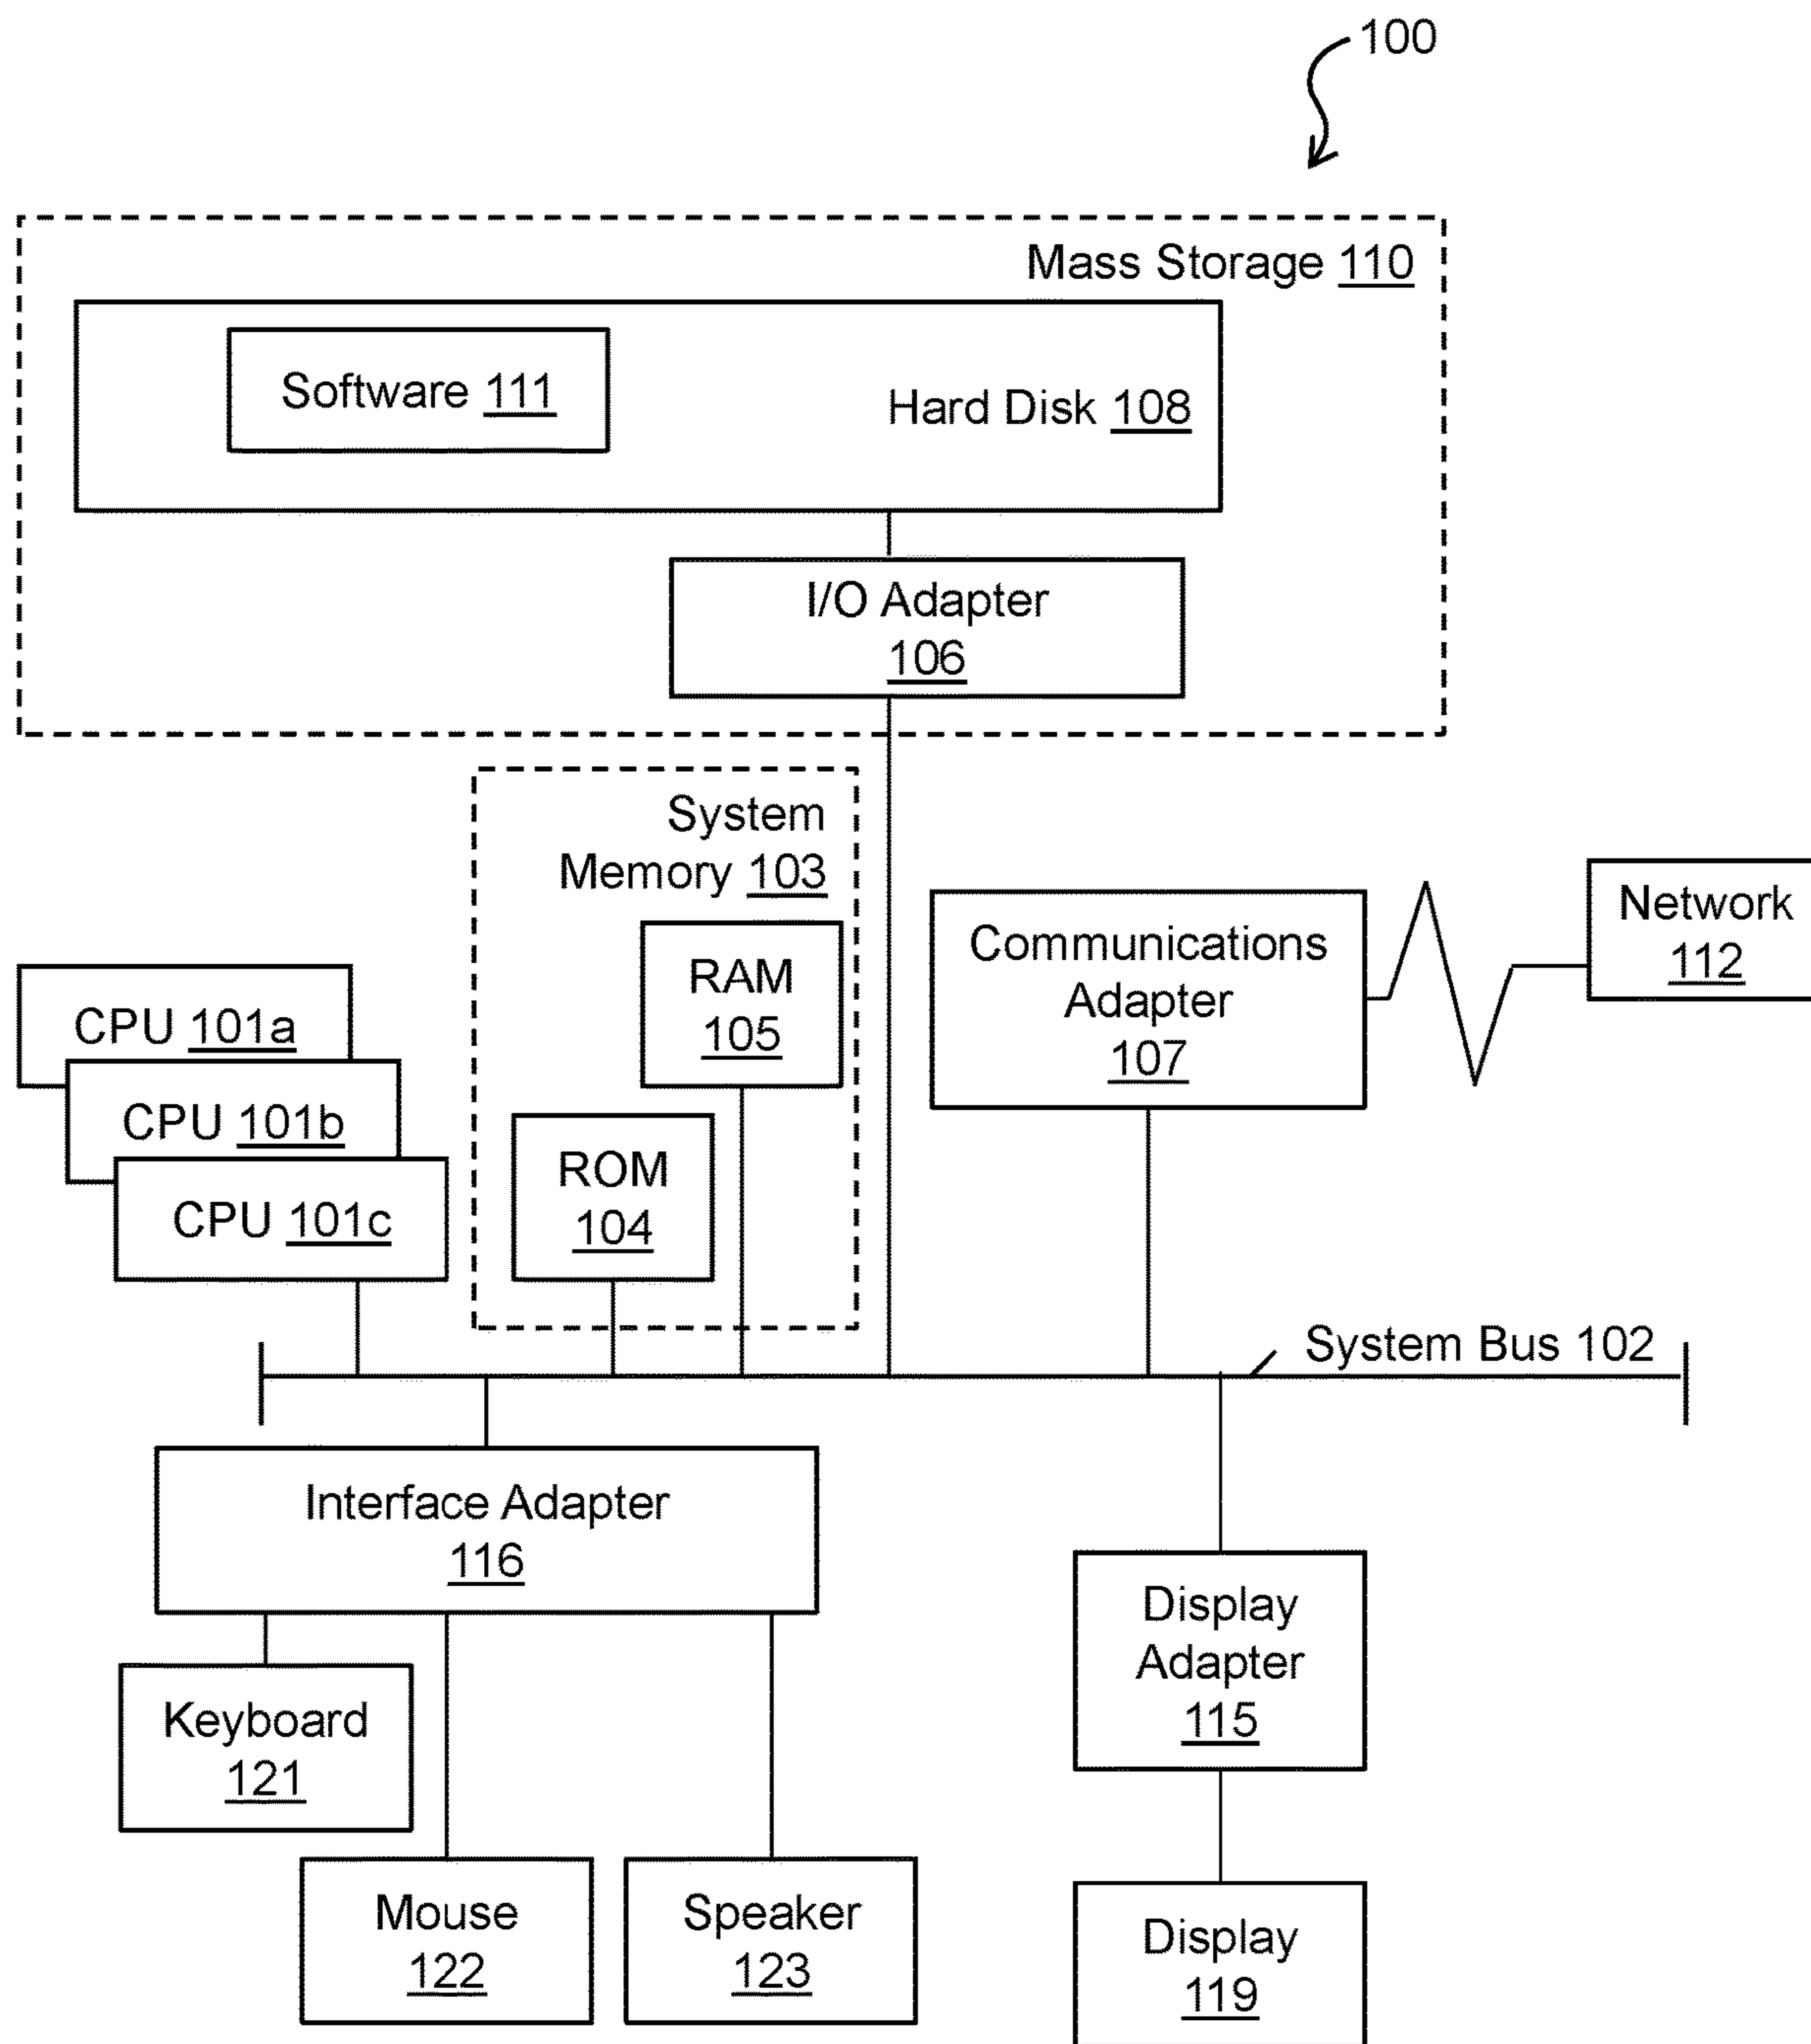 100
Mass Storage 110
Software 111
Hard Disk 108
I/O Adapter
106
System
Memory 103
RAM
105
ROM
104
Communications
Adapter
107
Network
112
CPU 101a
CPU 101b
CPU 101c
System Bus 102
Interface Adapter
116
Display
Adapter
115
Keyboard
121
Mouse
122
Speaker
123
Display
119